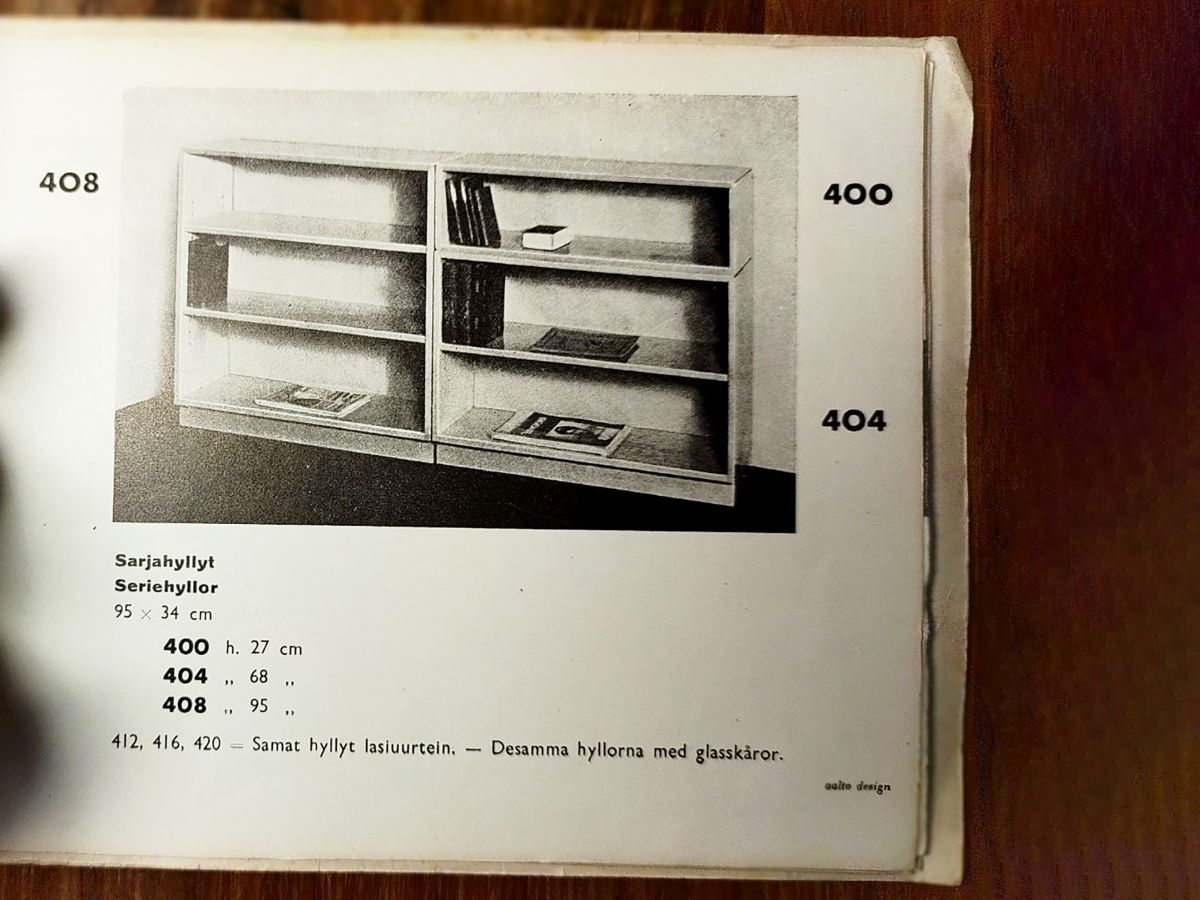 408
400
404
Sarjahyllyt
Seriehyllor
95 × 34 cm
400 h. 27 cm
404 „ 68 „
408 „ 95 „
412, 416, 420 = Samat hyllyt lasiuurtein. — Desamma hyllorna med glasskåror.
aalto design